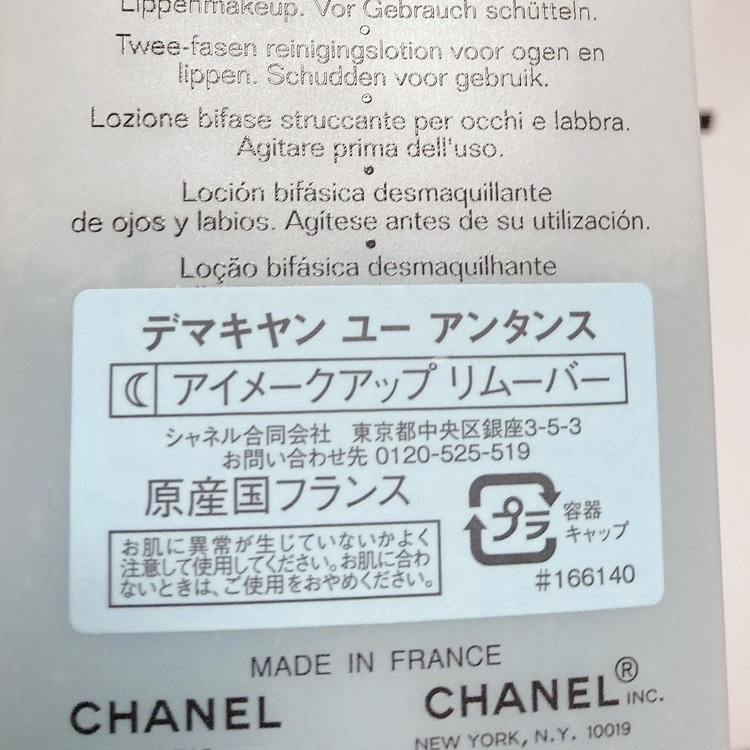 Lippenmakeup. Vor Gebrauch schütteln.
Twee-fasen reinigingslotion voor ogen en
lippen. Schudden voor gebruik.
Lozione bifase struccante per occhi e labbra.
Agitare prima dell'uso.
Loción bifásica desmaquillante
de ojos y labios. Agítese antes de su utilización.
Loção bifásica desmaquilhante
デマキヤン ユー アンタンス
アイメークアップ リムーバー
シャネル合同会社 東京都中央区銀座3-5-3
お問い合わせ先 0120-525-519
原産国フランス
プラ
容器
キャップ
お肌に異常が生じていないかよく
注意して使用してください。お肌に合わ
ないときは、ご使用をおやめください。
#166140
MADE IN FRANCE
CHANEL
CHANEL® INC.
NEW YORK, N.Y. 10019